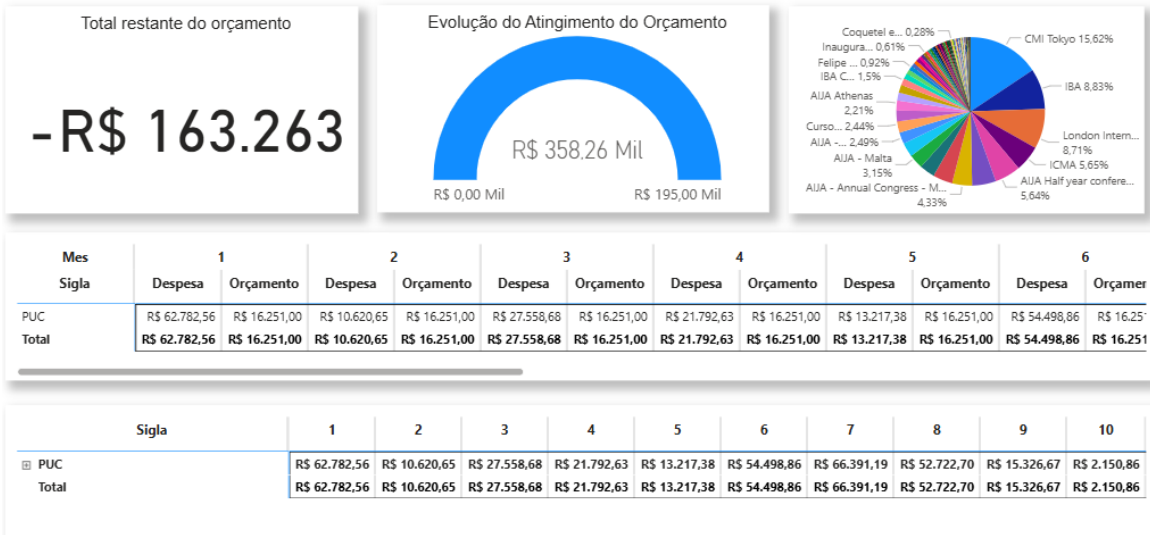 Total restante do orçamento
-R$ 163.263
Evolução do Atingimento do Orçamento
R$ 358,26 Mil
R$ 0,00 Mil
R$ 195,00 Mil
Coquetel e... 0,28%
Inaugura... 0,61%
Felipe ... 0,92%
IBA C... 1,5%
AIJA Athenas
2,21%
Curso... 2,44%
AIJA -... 2,49%
AIJA - Malta
3,15%
AIJA - Annual Congress - M...
4,33%
CMI Tokyo 15,62%
IBA 8,83%
London Intern...
8,71%
ICMA 5,65%
AIJA Half year confere...
5,64%
Mes 1 2 3 4 5 6
Sigla Despesa Orçamento Despesa Orçamento Despesa Orçamento Despesa Orçamento Despesa Orçamento Despesa Orçamer
PUC R$ 62.782,56 R$ 16.251,00 R$ 10.620,65 R$ 16.251,00 R$ 27.558,68 R$ 16.251,00 R$ 21.792,63 R$ 16.251,00 R$ 13.217,38 R$ 16.251,00 R$ 54.498,86 R$ 16.25
Total R$ 62.782,56 R$ 16.251,00 R$ 10.620,65 R$ 16.251,00 R$ 27.558,68 R$ 16.251,00 R$ 21.792,63 R$ 16.251,00 R$ 13.217,38 R$ 16.251,00 R$ 54.498,86 R$ 16.251
Sigla 1 2 3 4 5 6 7 8 9 10
PUC R$ 62.782,56 R$ 10.620,65 R$ 27.558,68 R$ 21.792,63 R$ 13.217,38 R$ 54.498,86 R$ 66.391,19 R$ 52.722,70 R$ 15.326,67 R$ 2.150,86
Total R$ 62.782,56 R$ 10.620,65 R$ 27.558,68 R$ 21.792,63 R$ 13.217,38 R$ 54.498,86 R$ 66.391,19 R$ 52.722,70 R$ 15.326,67 R$ 2.150,86